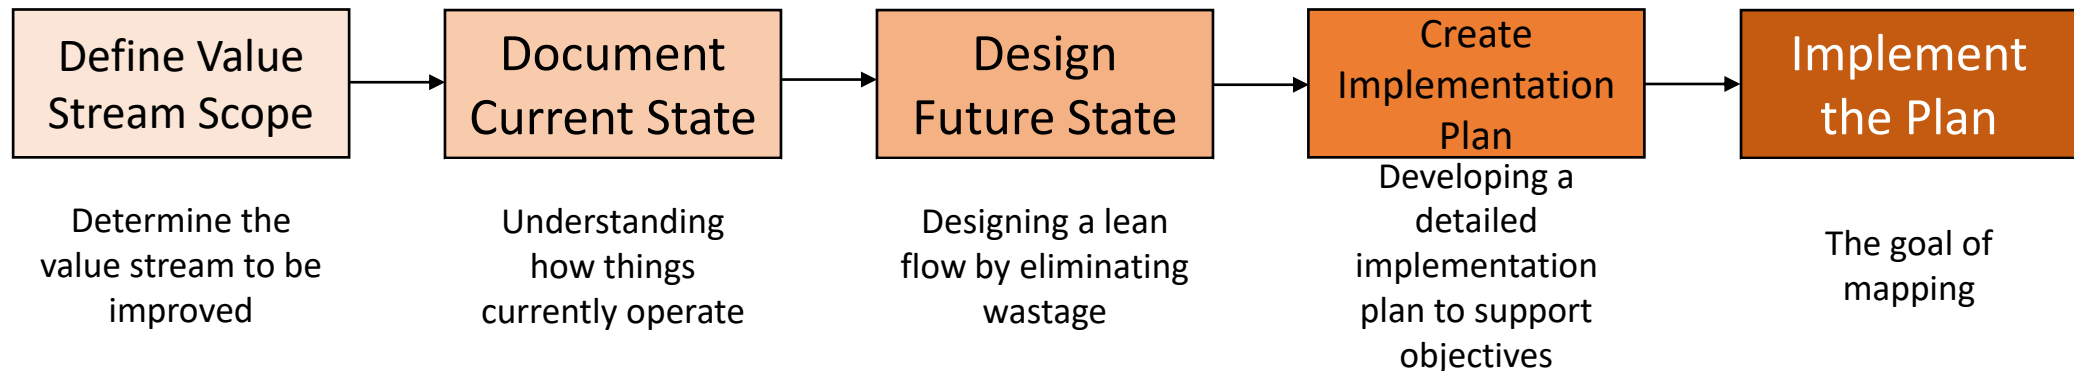 Define Value
Stream Scope
Document
Current State
Design
Future State
Create
Implementation
Plan
Implement
the Plan
Determine the
value stream to be
improved
Understanding
how things
currently operate
Designing a lean
flow by eliminating
wastage
Developing a
detailed
implementation
plan to support
objectives
The goal of
mapping